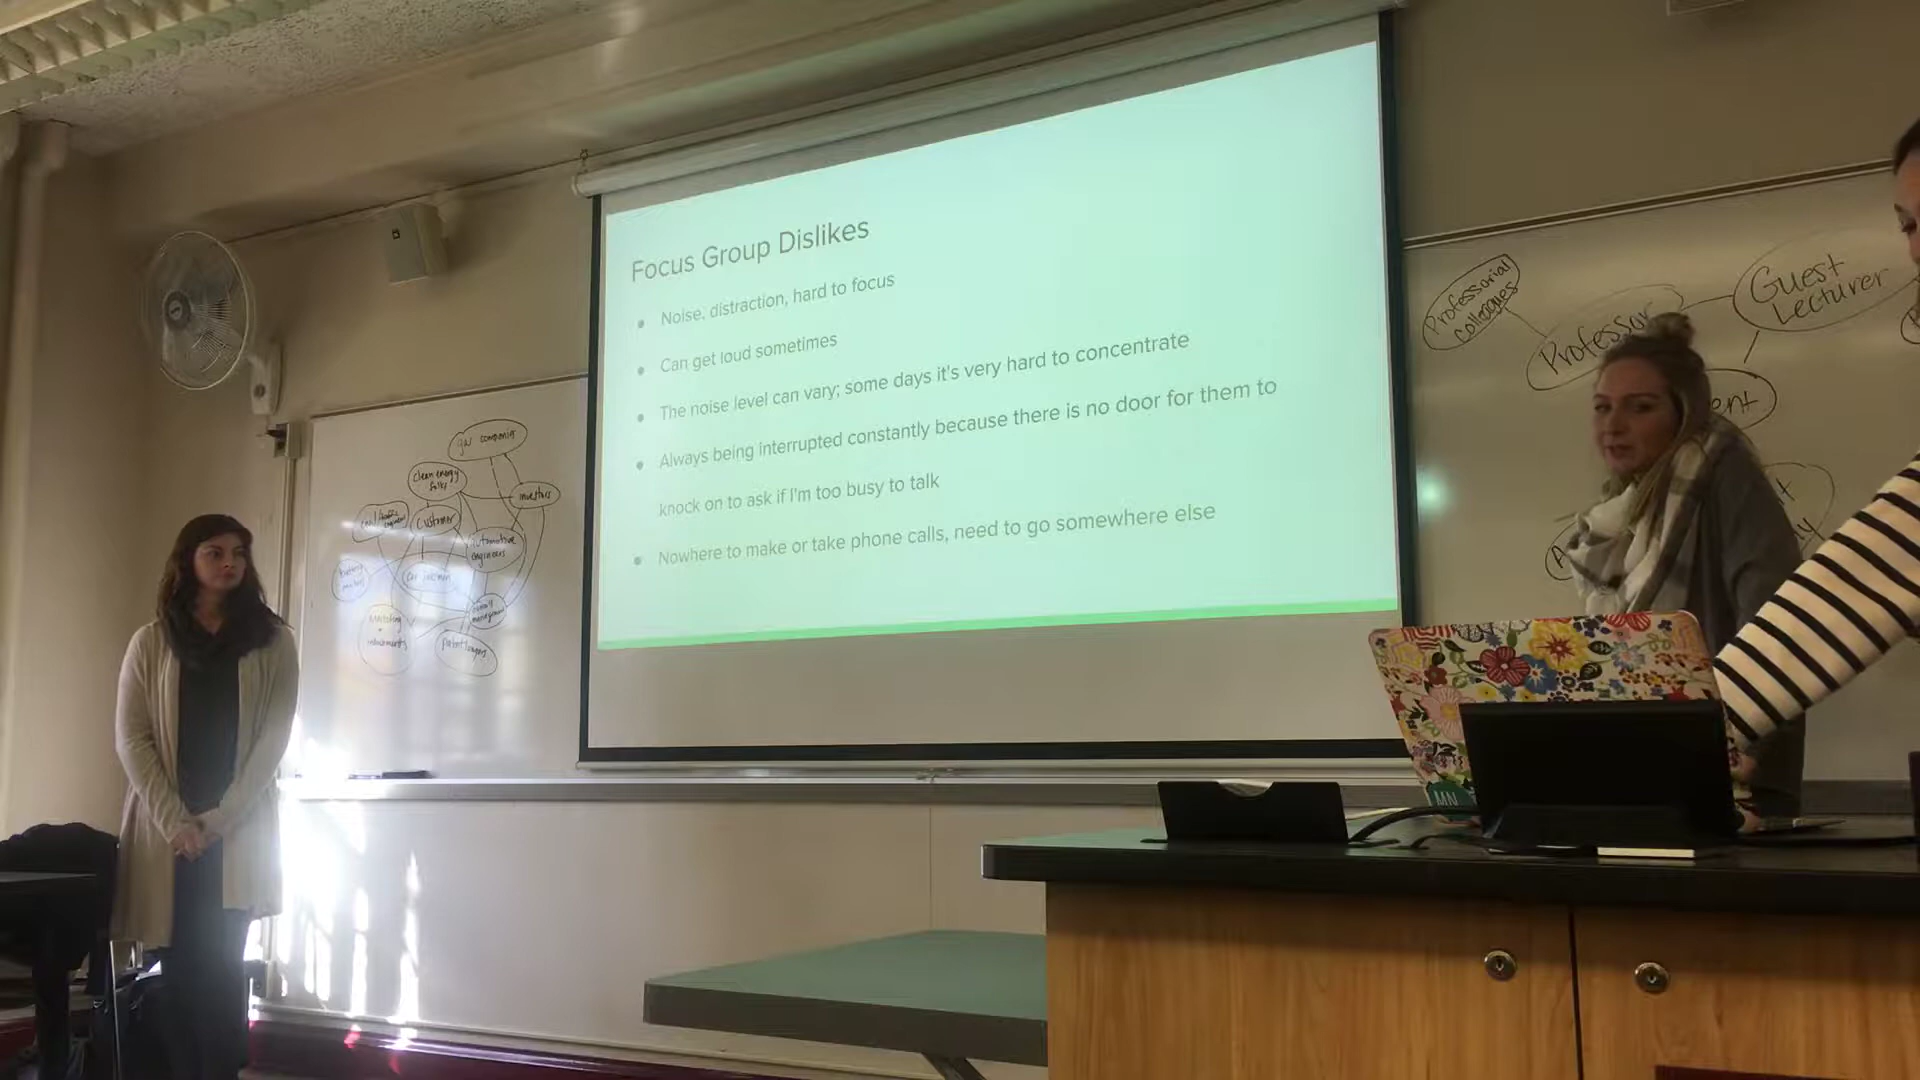 Focus Group Dislikes
Noise, distraction, hard to focus
Can get loud sometimes
The noise level can vary; some days it's very hard to concentrate
Always being interrupted constantly because there is no door for them to
knock on to ask if I'm too busy to talk
Nowhere to make or take phone calls, need to go somewhere else
gas companies
clean energy
folks
investors
customer
automotive
engineers
patent lawyers
Professorial
colleagues
Professor
Guest
Lecturer
MN